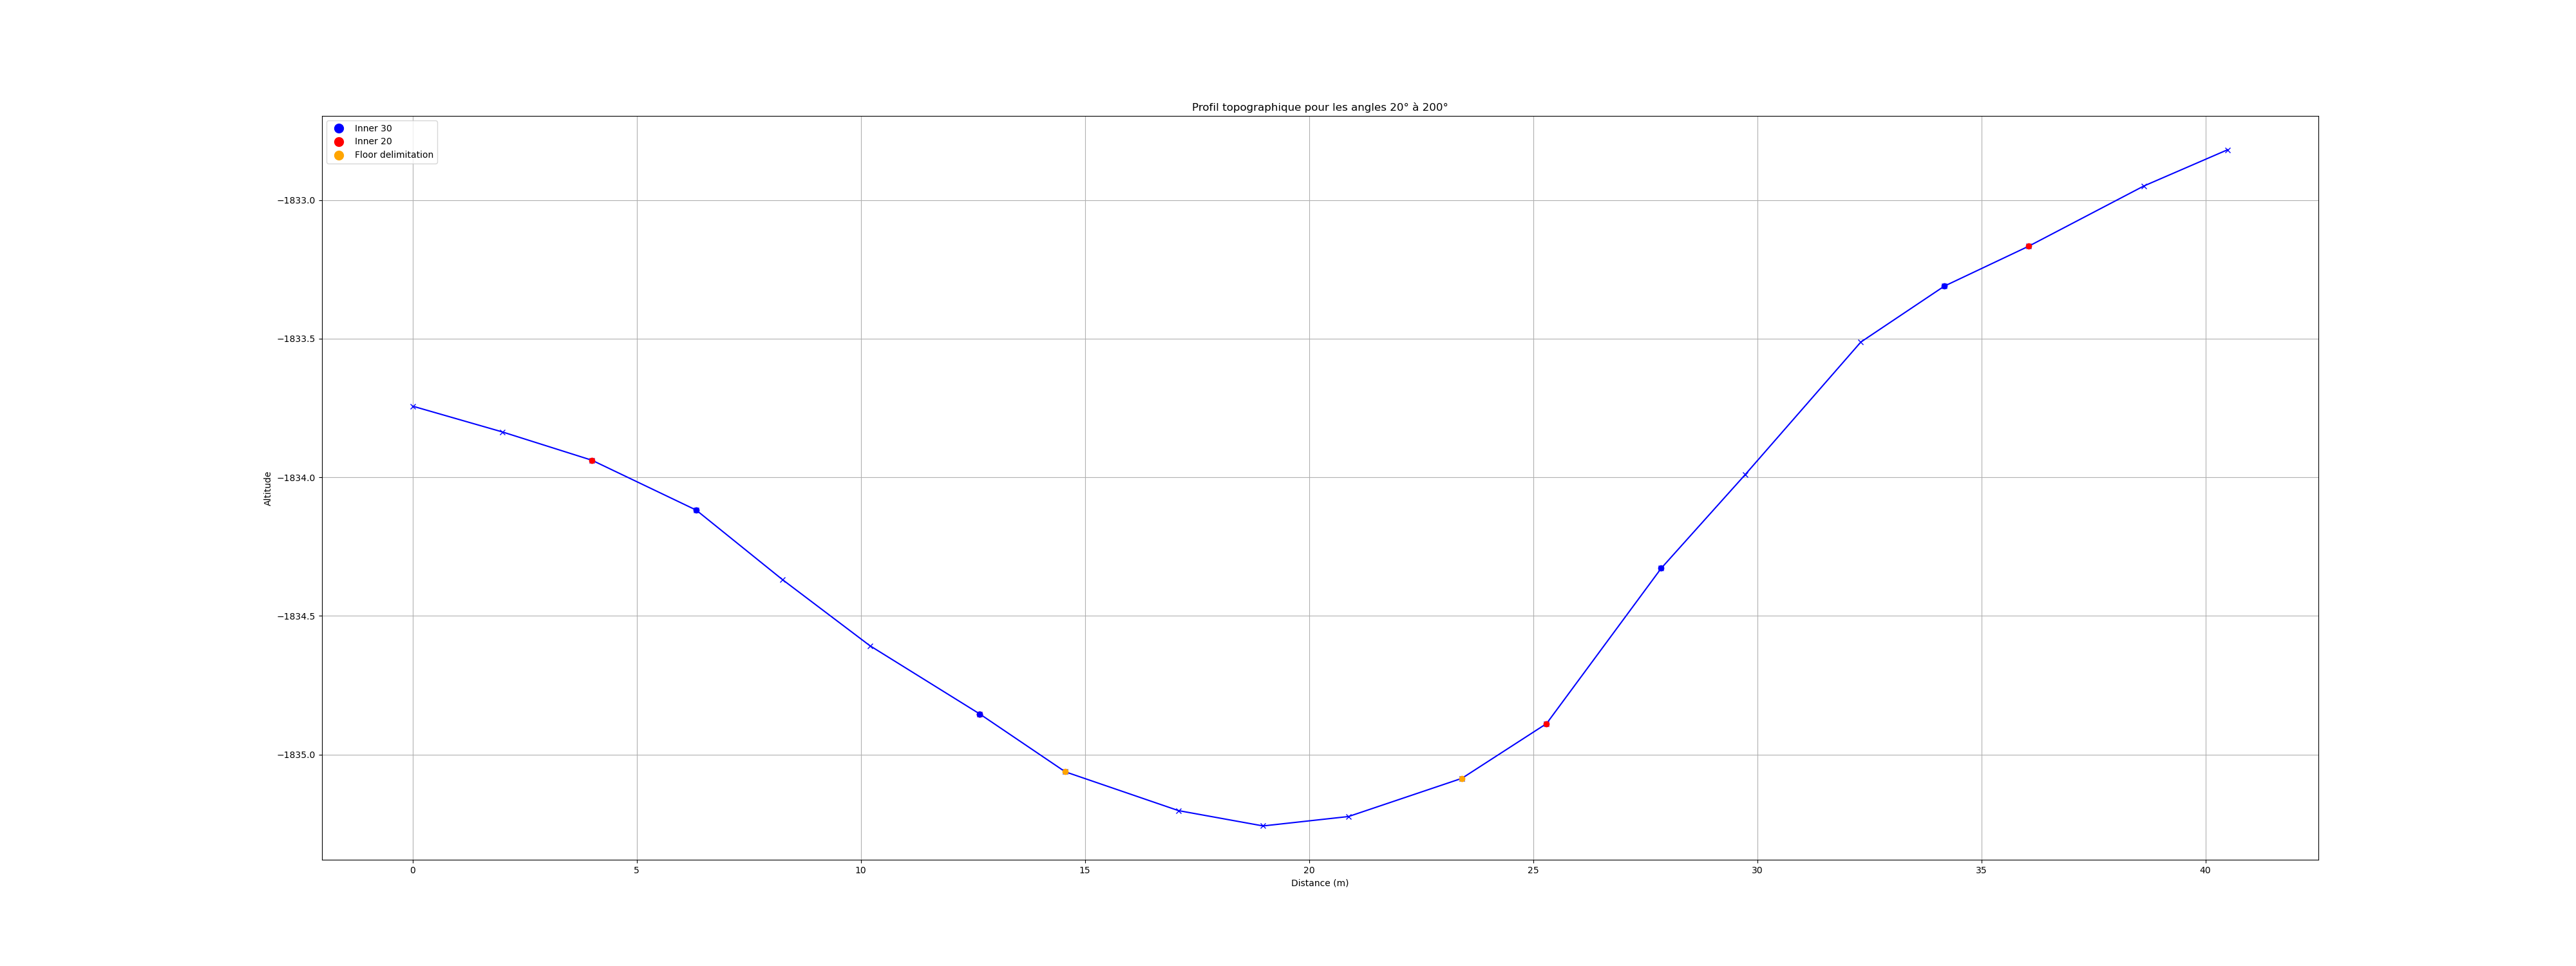 Profil topographique pour les angles 20° à 200°
Inner 30
Inner 20
Floor delimitation
−1833.0
−1833.5
−1834.0
−1834.5
−1835.0
Altitude
0 5 10 15 20 25 30 35 40
Distance (m)